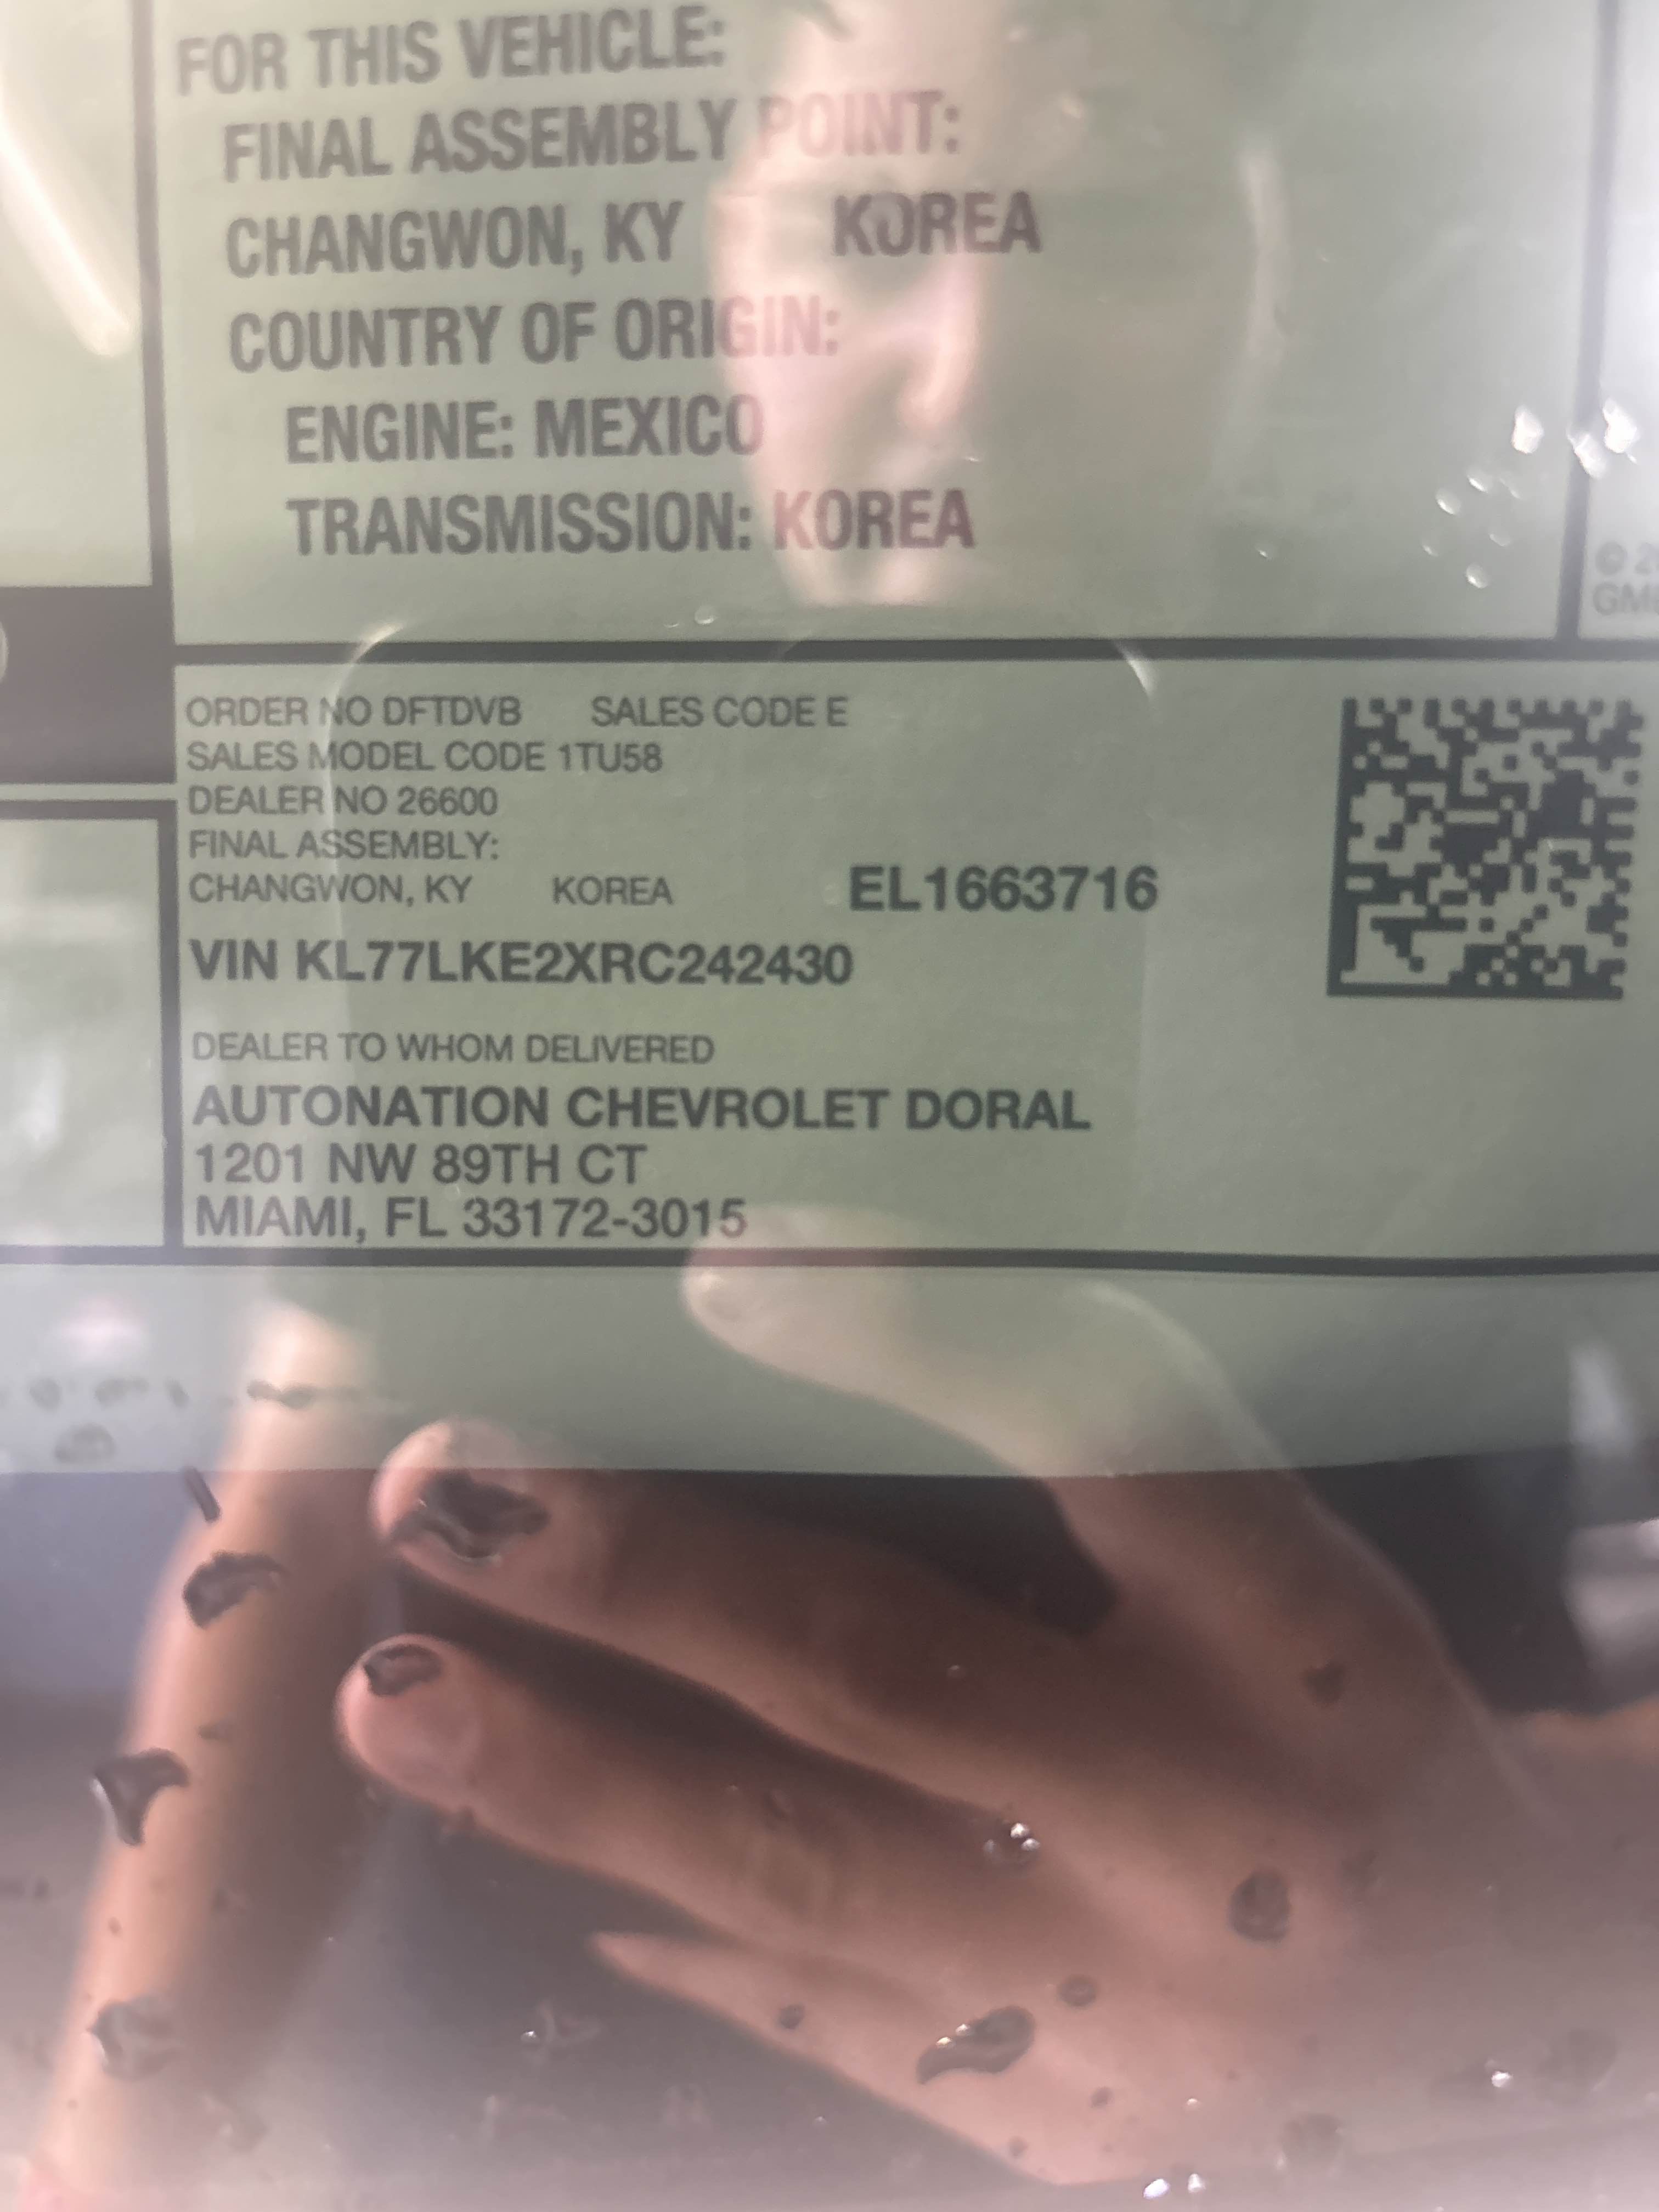 FOR THIS VEHICLE:
FINAL ASSEMBLY POINT:
CHANGWON, KY KOREA
COUNTRY OF ORIGIN:
ENGINE: MEXICO
TRANSMISSION: KOREA
ORDER NO DFTDVB SALES CODE E
SALES MODEL CODE 1TU58
DEALER NO 26600
FINAL ASSEMBLY:
CHANGWON, KY KOREA EL1663716
VIN KL77LKE2XRC242430
DEALER TO WHOM DELIVERED
AUTONATION CHEVROLET DORAL
1201 NW 89TH CT
MIAMI, FL 33172-3015